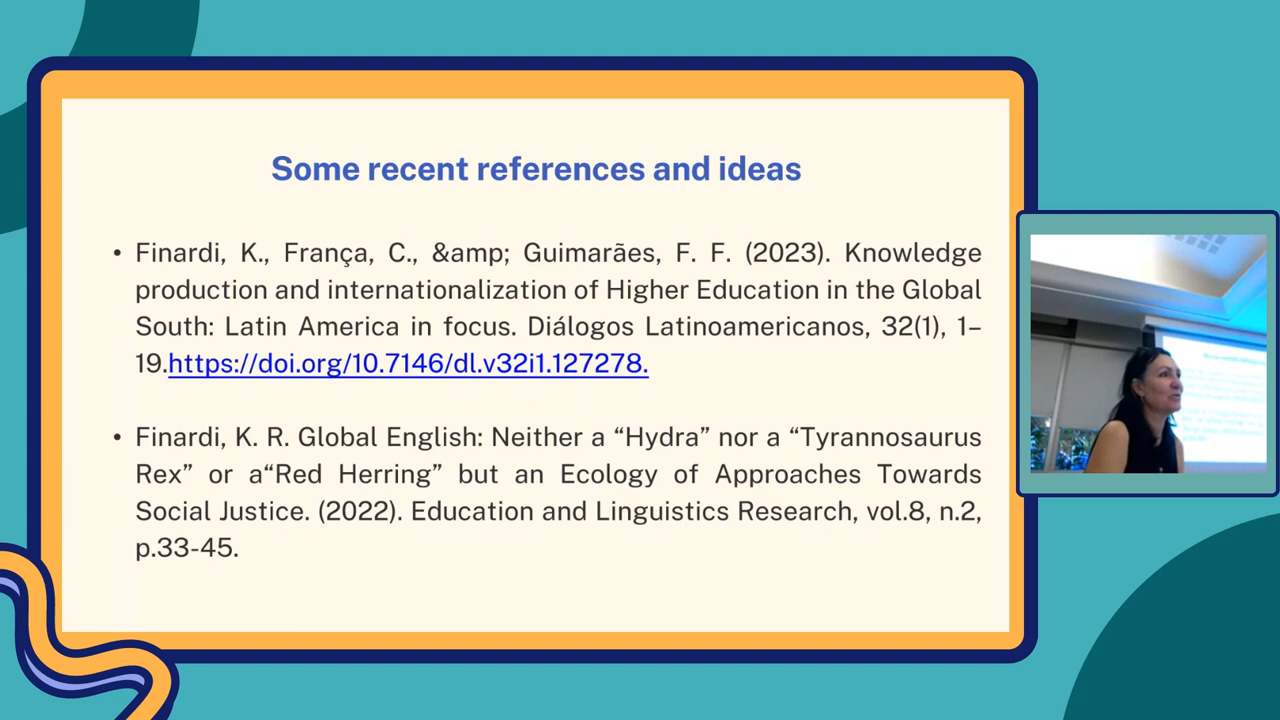 Some recent references and ideas
• Finardi, K., França, C., &amp; Guimarães, F. F. (2023). Knowledge
production and internationalization of Higher Education in the Global
South: Latin America in focus. Diálogos Latinoamericanos, 32(1), 1–
19.https://doi.org/10.7146/dl.v32i1.127278.
• Finardi, K. R. Global English: Neither a “Hydra” nor a “Tyrannosaurus
Rex” or a“Red Herring” but an Ecology of Approaches Towards
Social Justice. (2022). Education and Linguistics Research, vol.8, n.2,
p.33-45.